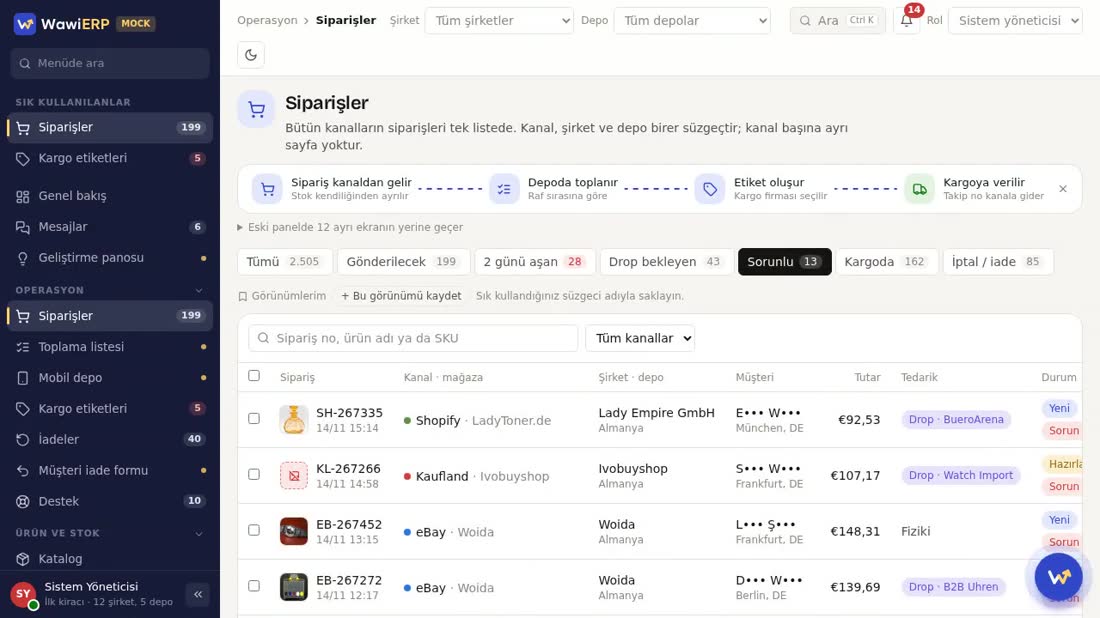 WawiERP MOCK
Menüde ara
SIK KULLANILANLAR
Siparişler 199
Kargo etiketleri 5
Genel bakış
Mesajlar 6
Geliştirme panosu
OPERASYON
Siparişler 199
Toplama listesi
Mobil depo
Kargo etiketleri 5
İadeler 40
Müşteri iade formu
Destek 10
ÜRÜN VE STOK
Katalog
SY Sistem Yöneticisi
İlk kiracı · 12 şirket, 5 depo
Operasyon › Siparişler Şirket Tüm şirketler Depo Tüm depolar Ara Ctrl K 14 Rol Sistem yöneticisi
Siparişler
Bütün kanalların siparişleri tek listede. Kanal, şirket ve depo birer süzgeçtir; kanal başına ayrı
sayfa yoktur.
Sipariş kanaldan gelir
Stok kendiliğinden ayrılır
Depoda toplanır
Raf sırasına göre
Etiket oluşur
Kargo firması seçilir
Kargoya verilir
Takip no kanala gider
Eski panelde 12 ayrı ekranın yerine geçer
Tümü 2.505 Gönderilecek 199 2 günü aşan 28 Drop bekleyen 43 Sorunlu 13 Kargoda 162 İptal / iade 85
Görünümlerim + Bu görünümü kaydet Sık kullandığınız süzgeci adıyla saklayın.
Sipariş no, ürün adı ya da SKU Tüm kanallar
Sipariş Kanal · mağaza Şirket · depo Müşteri Tutar Tedarik Durum
SH-267335 Shopify · LadyToner.de Lady Empire GmbH E••• W••• €92,53 Drop · BueroArena Yeni
14/11 15:14 Almanya München, DE Sorun
KL-267266 Kaufland · Ivobuyshop Ivobuyshop S••• W••• €107,17 Drop · Watch Import Hazırla
14/11 14:58 Almanya Frankfurt, DE Sorun
EB-267452 eBay · Woida Woida L••• Ş••• €148,31 Fiziki Yeni
14/11 13:15 Almanya Frankfurt, DE Sorun
EB-267272 eBay · Woida Woida D••• W••• €139,69 Drop · B2B Uhren
14/11 12:17 Almanya Berlin, DE